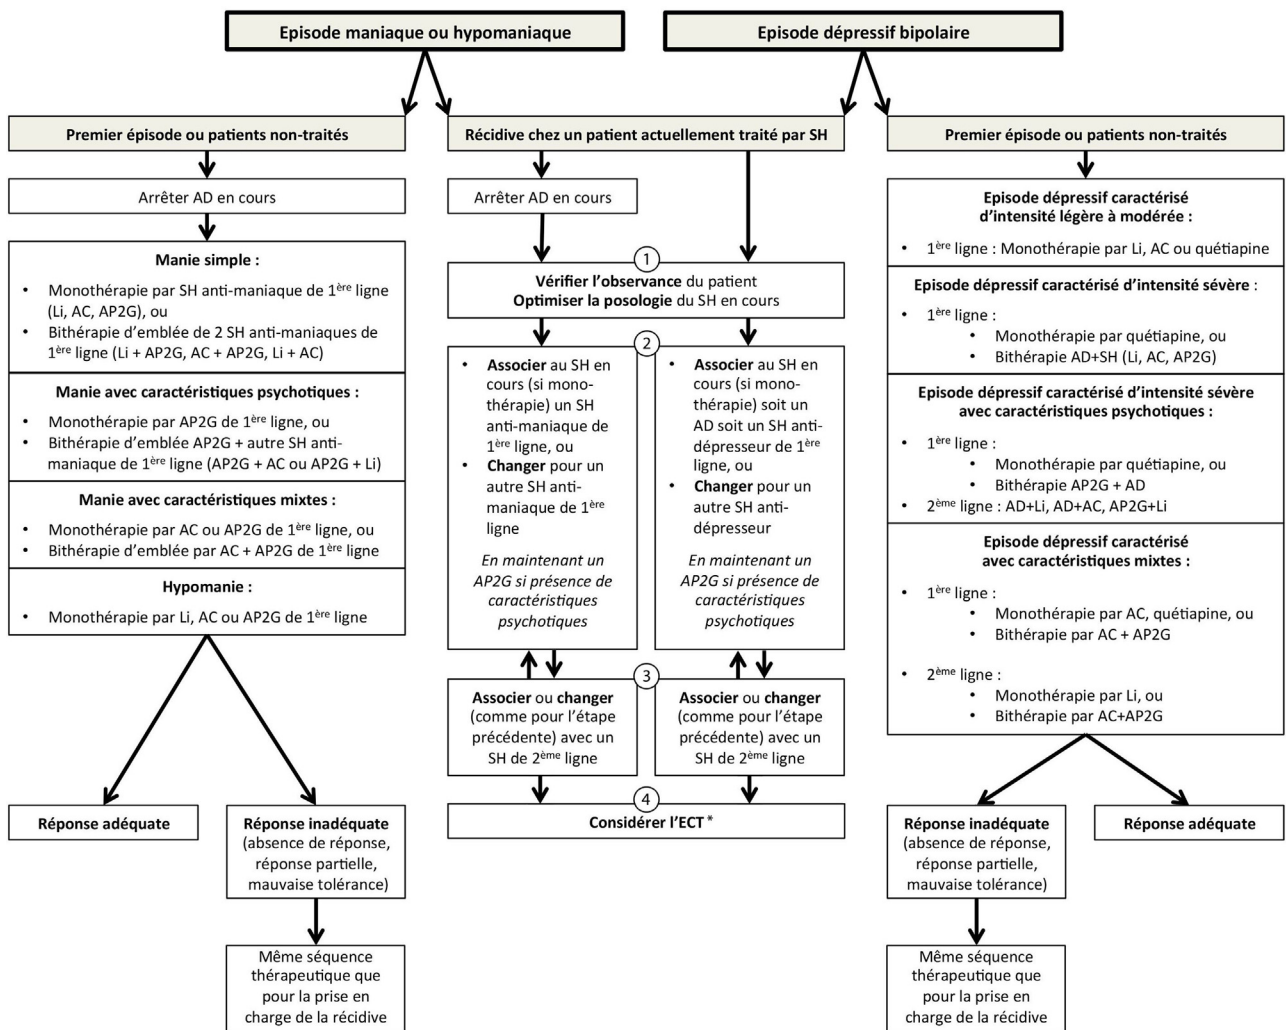 Episode maniaque ou hypomaniaque
Episode dépressif bipolaire
Premier épisode ou patients non-traités
Récidive chez un patient actuellement traité par SH
Premier épisode ou patients non-traités
Arrêter AD en cours
Manie simple :
• Monothérapie par SH anti-maniaque de 1ère ligne
(Li, AC, AP2G), ou
• Bithérapie d’emblée de 2 SH anti-maniaques de
1ère ligne (Li + AP2G, AC + AP2G, Li + AC)
Manie avec caractéristiques psychotiques :
• Monothérapie par AP2G de 1ère ligne, ou
• Bithérapie d’emblée AP2G + autre SH anti-
maniaque de 1ère ligne (AP2G + AC ou AP2G + Li)
Manie avec caractéristiques mixtes :
• Monothérapie par AC ou AP2G de 1ère ligne, ou
• Bithérapie d’emblée par AC + AP2G de 1ère ligne
Hypomanie :
• Monothérapie par Li, AC ou AP2G de 1ère ligne
Réponse adéquate
Réponse inadéquate
(absence de réponse,
réponse partielle,
mauvaise tolérance)
Même séquence
thérapeutique que
pour la prise en
charge de la récidive
Arrêter AD en cours
1
Vérifier l’observance du patient
Optimiser la posologie du SH en cours
2
• Associer au SH en
cours (si mono-
thérapie) un SH
anti-maniaque de
1ère ligne, ou
• Changer pour un
autre SH anti-
maniaque de 1ère
ligne
En maintenant un
AP2G si présence de
caractéristiques
psychotiques
• Associer au SH en
cours (si mono-
thérapie) soit un
AD soit un SH anti-
dépresseur de 1ère
ligne, ou
• Changer pour un
autre SH anti-
dépresseur
En maintenant un
AP2G si présence de
caractéristiques
psychotiques
3
Associer ou changer
(comme pour l’étape
précédente) avec un
SH de 2ème ligne
Associer ou changer
(comme pour l’étape
précédente) avec un
SH de 2ème ligne
4
Considérer l’ECT *
Episode dépressif caractérisé
d’intensité légère à modérée :
• 1ère ligne : Monothérapie par Li, AC ou quétiapine
Episode dépressif caractérisé d’intensité sévère :
• 1ère ligne :
• Monothérapie par quétiapine, ou
• Bithérapie AD+SH (Li, AC, AP2G)
Episode dépressif caractérisé d’intensité sévère
avec caractéristiques psychotiques :
• 1ère ligne :
• Monothérapie par quétiapine, ou
• Bithérapie AP2G + AD
• 2ème ligne : AD+Li, AD+AC, AP2G+Li
Episode dépressif caractérisé
avec caractéristiques mixtes :
• 1ère ligne :
• Monothérapie par AC, quétiapine, ou
• Bithérapie par AC + AP2G
• 2ème ligne :
• Monothérapie par Li, ou
• Bithérapie par AC+AP2G
Réponse inadéquate
(absence de réponse,
réponse partielle,
mauvaise tolérance)
Réponse adéquate
Même séquence
thérapeutique que
pour la prise en
charge de la récidive